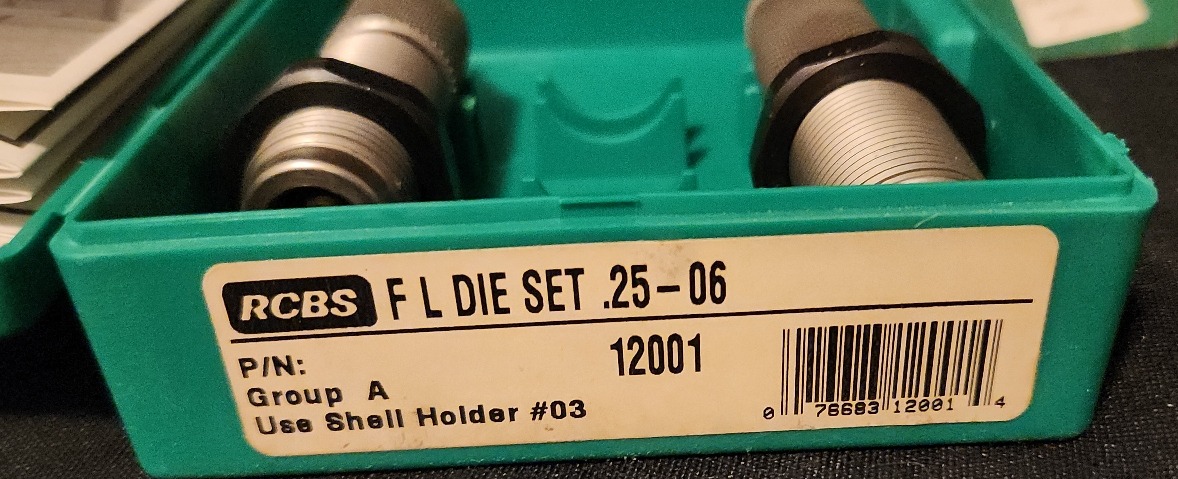 RCBS F L DIE SET .25-06
P/N: 12001
Group A
Use Shell Holder #03
0 76683 12001 4